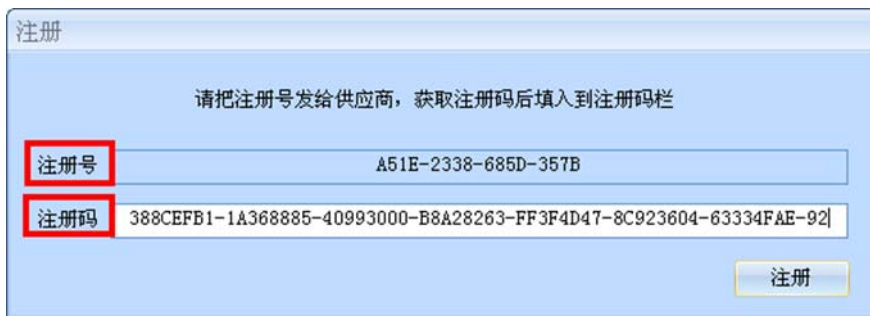 注册
请把注册号发给供应商，获取注册码后填入到注册码栏
注册号 A51E-2338-685D-357B
注册码 388CEFB1-1A368885-40993000-B8A28263-FF3F4D47-8C923604-63334FAE-92
注册